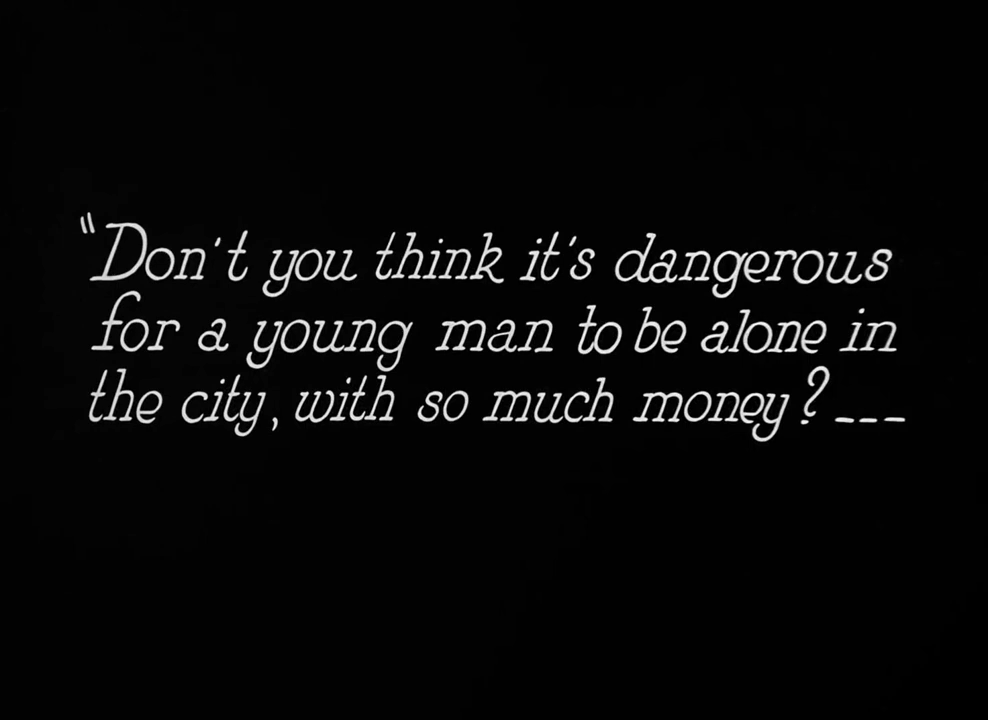 "Don't you think it's dangerous
for a young man to be alone in
the city, with so much money?---